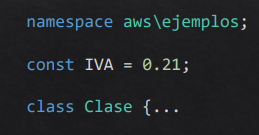 namespace aws\ejemplos;
const IVA = 0.21;
class Clase {...